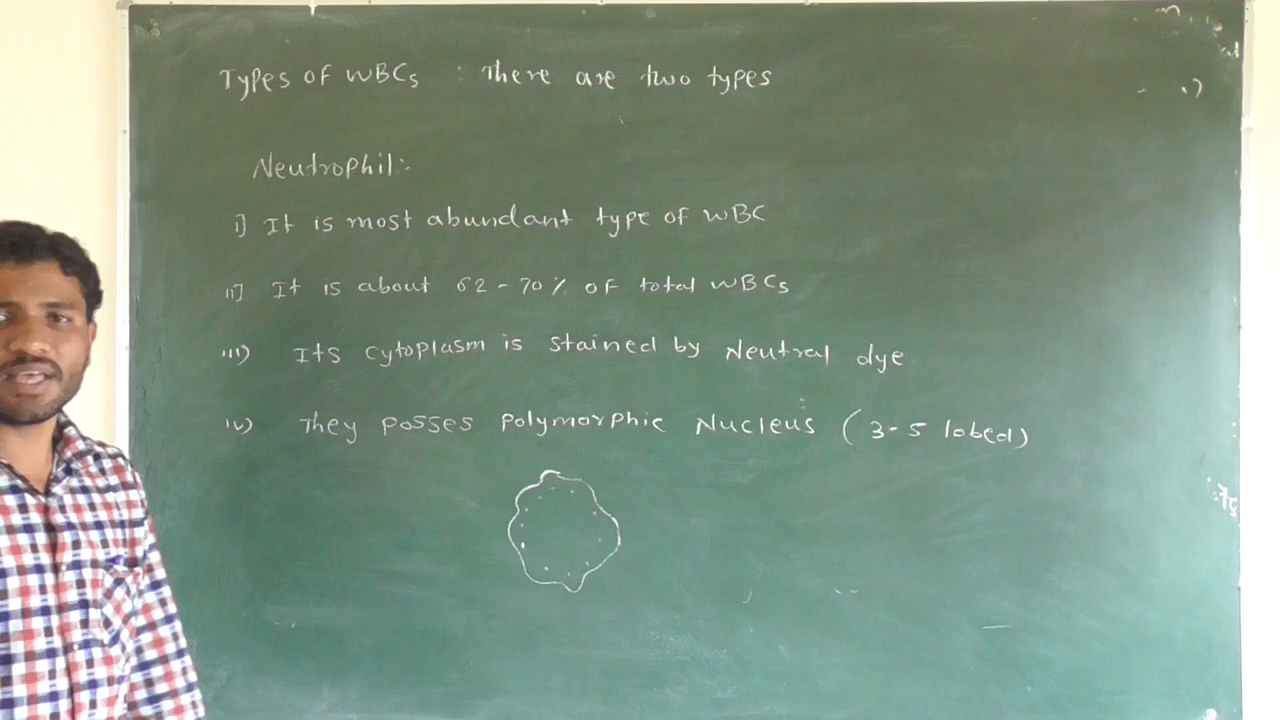 Types of WBCs : There are two types
Neutrophil:-
i] It is most abundant type of WBC
ii] It is about 62-70% of total WBCs
iii) Its cytoplasm is stained by Neutral dye
iv) They posses polymorphic Nucleus (3-5 lobed)